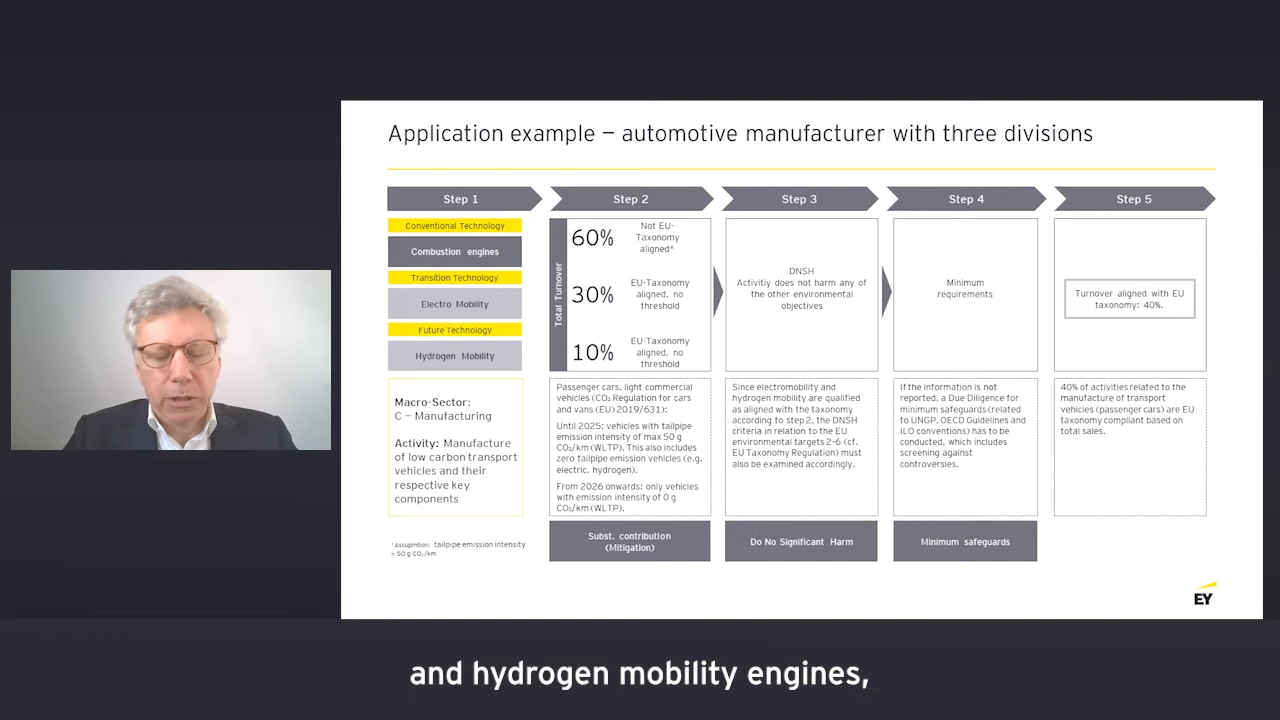 Application example – automotive manufacturer with three divisions
Step 1
Step 2
Step 3
Step 4
Step 5
Conventional Technology
Combustion engines
Transition Technology
Electro Mobility
Future Technology
Hydrogen Mobility
Total Turnover
60%
Not EU-
Taxonomy
aligned*
30%
EU-Taxonomy
aligned, no
threshold
10%
EU-Taxonomy
aligned, no
threshold
DNSH
Activitiy does not harm any of
the other environmental
objectives
Minimum
requirements
Turnover aligned with EU
taxonomy: 40%.
Macro-Sector:
C – Manufacturing
Activity: Manufacture
of low carbon transport
vehicles and their
respective key
components
Passenger cars, light commercial
vehicles (CO₂ Regulation for cars
and vans (EU) 2019/631):
Until 2025: vehicles with tailpipe
emission intensity of max 50 g
CO₂/km (WLTP). This also includes
zero tailpipe emission vehicles (e.g.
electric, hydrogen).
From 2026 onwards: only vehicles
with emission intensity of 0 g
CO₂/km (WLTP).
Since electromobility and
hydrogen mobility are qualified
as aligned with the taxonomy
according to step 2, the DNSH
criteria in relation to the EU
environmental targets 2-6 (cf.
EU Taxonomy Regulation) must
also be examined accordingly.
If the information is not
reported, a Due Diligence for
minimum safeguards (related
to UNGP, OECD Guidelines and
ILO conventions) has to be
conducted, which includes
screening against
controversies.
40% of activities related to the
manufacture of transport
vehicles (passenger cars) are EU
taxonomy compliant based on
total sales.
Subst. contribution
(Mitigation)
Do No Significant Harm
Minimum safeguards
*Assupmtion: tailpipe emission intensity
> 50 g CO₂/km
EY
and hydrogen mobility engines,